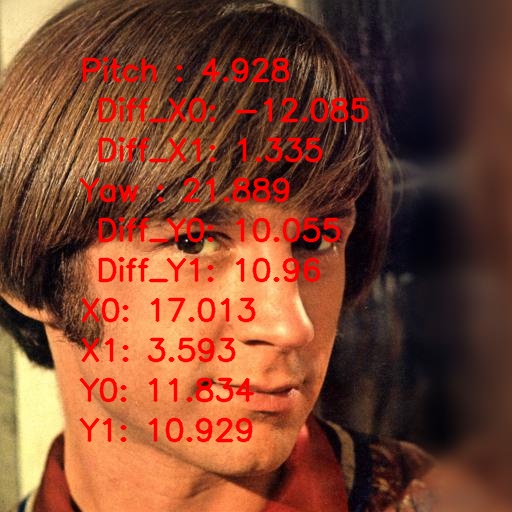 Pitch : 4.928
Diff_X0: -12.085
Diff_X1: 1.335
Yaw : 21.889
Diff_Y0: 10.055
Diff_Y1: 10.96
X0: 17.013
X1: 3.593
Y0: 11.834
Y1: 10.929